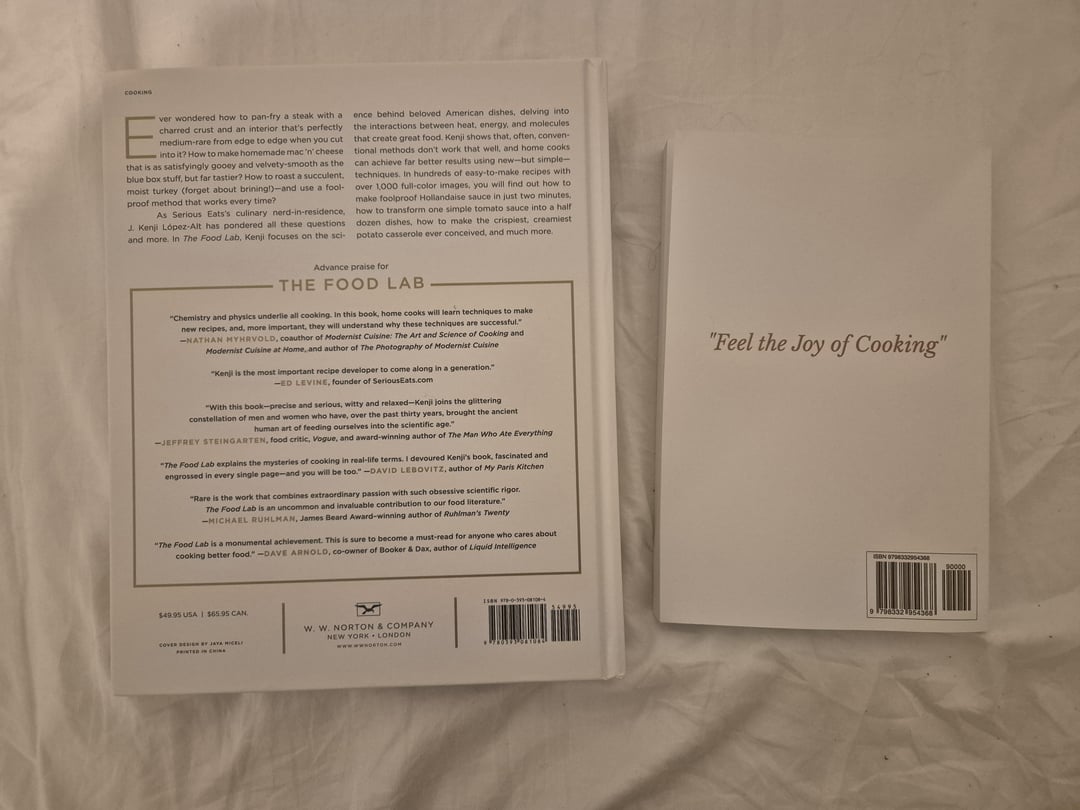 COOKING
Ever wondered how to pan-fry a steak with a
charred crust and an interior that's perfectly
medium-rare from edge to edge when you cut
into it? How to make homemade mac 'n' cheese
that is as satisfyingly gooey and velvety-smooth as the
blue box stuff, but far tastier? How to roast a succulent,
moist turkey (forget about brining!)—and use a fool-
proof method that works every time?
As Serious Eats's culinary nerd-in-residence,
J. Kenji López-Alt has pondered all these questions
and more. In The Food Lab, Kenji focuses on the sci-
ence behind beloved American dishes, delving into
the interactions between heat, energy, and molecules
that create great food. Kenji shows that, often, conven-
tional methods don't work that well, and home cooks
can achieve far better results using new—but simple—
techniques. In hundreds of easy-to-make recipes with
over 1,000 full-color images, you will find out how to
make foolproof Hollandaise sauce in just two minutes,
how to transform one simple tomato sauce into a half
dozen dishes, how to make the crispiest, creamiest
potato casserole ever conceived, and much more.
Advance praise for
THE FOOD LAB
"Chemistry and physics underlie all cooking. In this book, home cooks will learn techniques to make
new recipes, and, more important, they will understand why these techniques are successful."
—NATHAN MYHRVOLD, coauthor of Modernist Cuisine: The Art and Science of Cooking and
Modernist Cuisine at Home, and author of The Photography of Modernist Cuisine
"Kenji is the most important recipe developer to come along in a generation."
—ED LEVINE, founder of SeriousEats.com
"With this book—precise and serious, witty and relaxed—Kenji joins the glittering
constellation of men and women who have, over the past thirty years, brought the ancient
human art of feeding ourselves into the scientific age."
—JEFFREY STEINGARTEN, food critic, Vogue, and award-winning author of The Man Who Ate Everything
"The Food Lab explains the mysteries of cooking in real-life terms. I devoured Kenji's book, fascinated and
engrossed in every single page—and you will be too." —DAVID LEBOVITZ, author of My Paris Kitchen
"Rare is the work that combines extraordinary passion with such obsessive scientific rigor.
The Food Lab is an uncommon and invaluable contribution to our food literature."
—MICHAEL RUHLMAN, James Beard Award–winning author of Ruhlman's Twenty
"The Food Lab is a monumental achievement. This is sure to become a must-read for anyone who cares about
cooking better food." —DAVE ARNOLD, co-owner of Booker & Dax, author of Liquid Intelligence
$49.95 USA | $65.95 CAN.
COVER DESIGN BY JAYA MICELI
PRINTED IN CHINA
W. W. NORTON & COMPANY
NEW YORK • LONDON
WWW.WWNORTON.COM
ISBN 978-0-393-08108-4
54995
9 780393 081084
"Feel the Joy of Cooking"
ISBN 9798332954368
90000
9 798332 954368